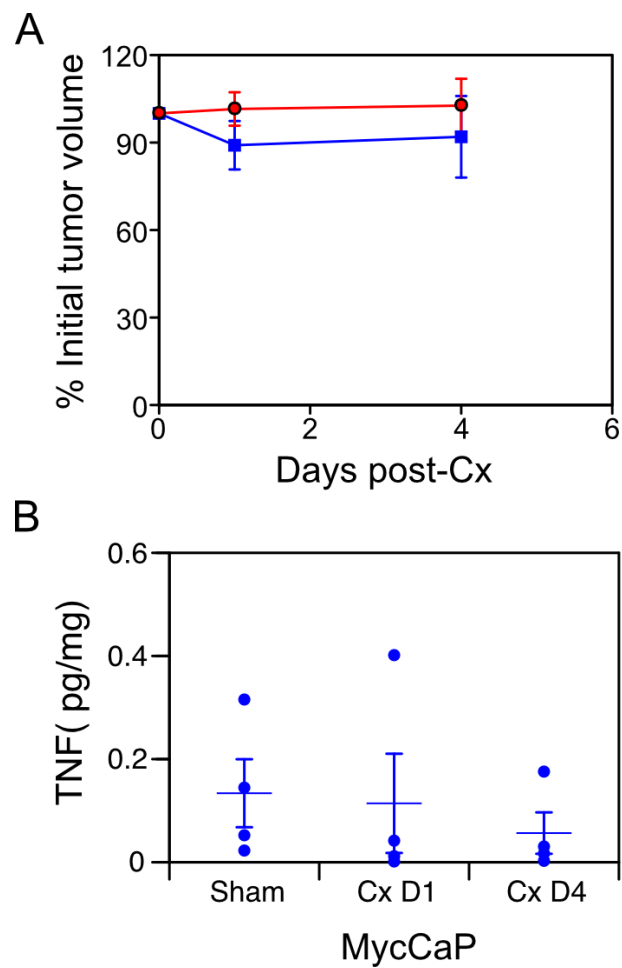 A
120
90
60
30
0
% Initial tumor volume
0 2 4 6
Days post-Cx
B
0.6
0.4
0.2
0
TNF( pg/mg)
Sham Cx D1 Cx D4
MycCaP